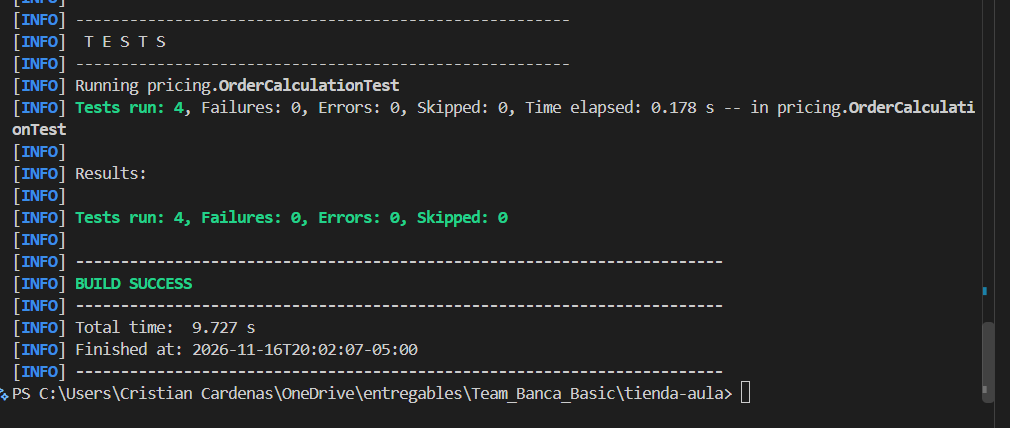 [INFO]
[INFO] -------------------------------------------------------
[INFO]  T E S T S
[INFO] -------------------------------------------------------
[INFO] Running pricing.OrderCalculationTest
[INFO] Tests run: 4, Failures: 0, Errors: 0, Skipped: 0, Time elapsed: 0.178 s -- in pricing.OrderCalculati
onTest
[INFO]
[INFO] Results:
[INFO]
[INFO] Tests run: 4, Failures: 0, Errors: 0, Skipped: 0
[INFO]
[INFO] ------------------------------------------------------------------------
[INFO] BUILD SUCCESS
[INFO] ------------------------------------------------------------------------
[INFO] Total time:  9.727 s
[INFO] Finished at: 2026-11-16T20:02:07-05:00
[INFO] ------------------------------------------------------------------------
PS C:\Users\Cristian Cardenas\OneDrive\entregables\Team_Banca_Basic\tienda-aula>